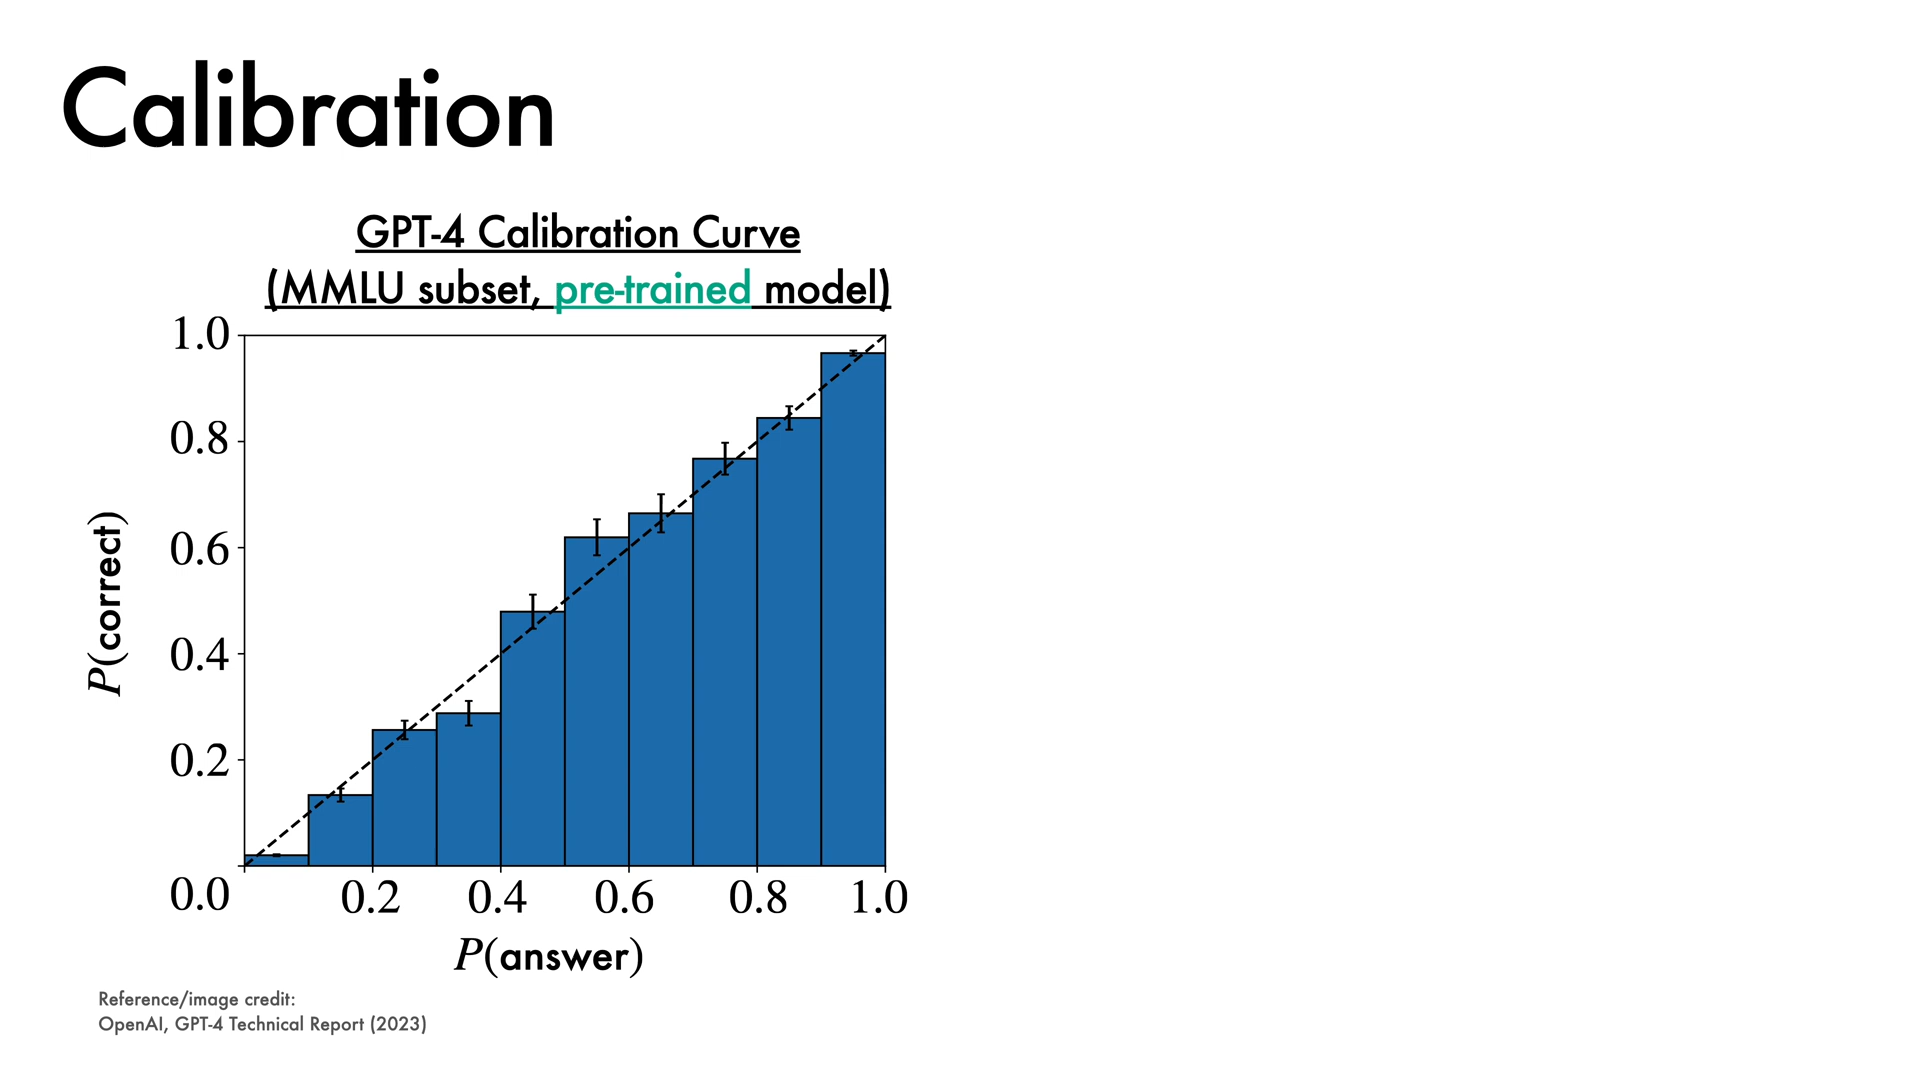 Calibration
GPT-4 Calibration Curve
(MMLU subset, pre-trained model)
1.0
0.8
0.6
0.4
0.2
0.0
P(correct)
0.2 0.4 0.6 0.8 1.0
P(answer)
Reference/image credit:
OpenAI, GPT-4 Technical Report (2023)